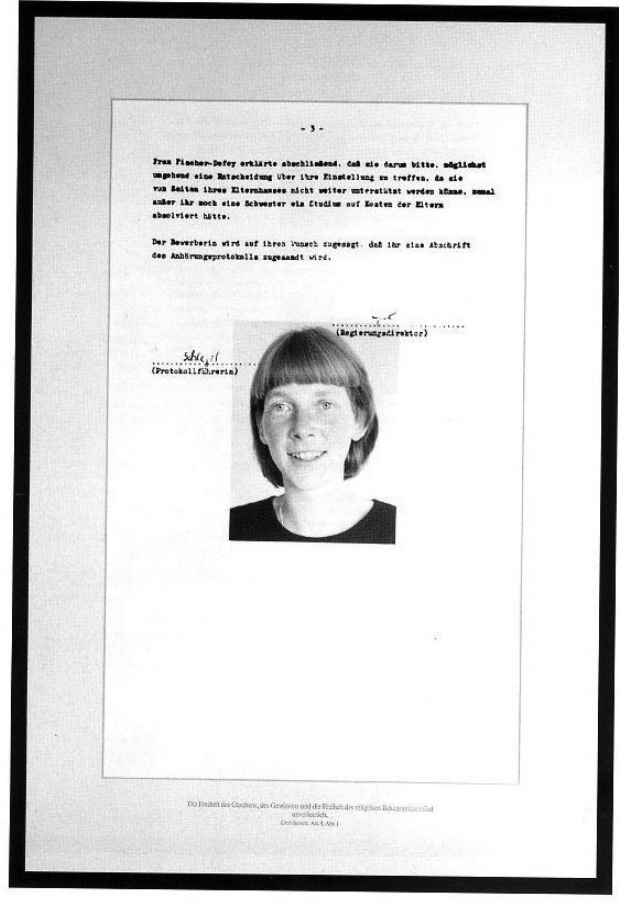 - 3 -
Frau Fischer-Defoy erklärte abschließend, daß sie darum bitte, möglichst
umgehend eine Entscheidung über ihre Einstellung zu treffen, da sie
von Seiten ihres Elternhauses nicht weiter unterstützt werden könne, zumal
außer ihr noch eine Schwester ein Studium auf Kosten der Eltern
absolviert hätte.
Der Bewerberin wird auf ihren Wunsch zugesagt, daß ihr eine Abschrift
des Anhörungsprotokolls zugesandt wird.
(Regierungsdirektor)
(Protokollführerin)
Die Freiheit des Glaubens, des Gewissens und die Freiheit des religiösen Bekenntnisses sind
unverletzlich.
Grundgesetz, Art. 4, Abs. 1